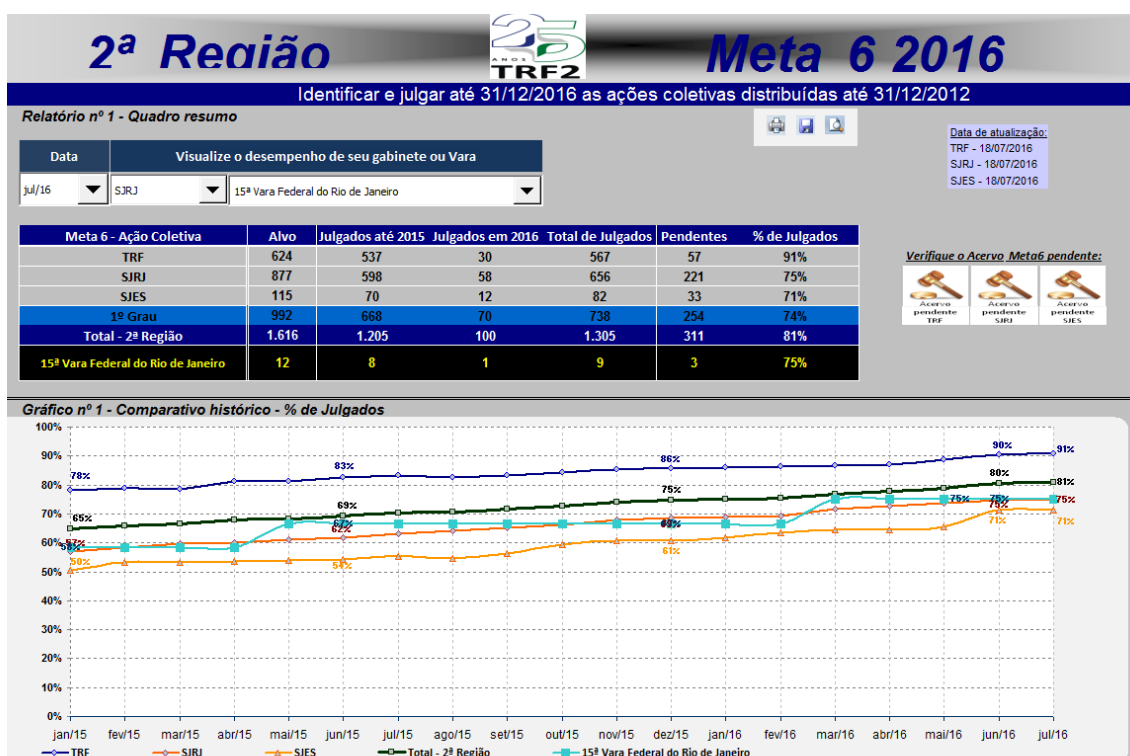 2ª Região
25
ANOS
TRF2
Meta 6 2016
Identificar e julgar até 31/12/2016 as ações coletivas distribuídas até 31/12/2012
Relatório nº 1 - Quadro resumo
Data de atualização:
TRF - 18/07/2016
SJRJ - 18/07/2016
SJES - 18/07/2016
Data Visualize o desempenho de seu gabinete ou Vara
jul/16 SJRJ 15ª Vara Federal do Rio de Janeiro
Meta 6 - Ação Coletiva Alvo Julgados até 2015 Julgados em 2016 Total de Julgados Pendentes % de Julgados
TRF 624 537 30 567 57 91%
SJRJ 877 598 58 656 221 75%
SJES 115 70 12 82 33 71%
1º Grau 992 668 70 738 254 74%
Total - 2ª Região 1.616 1.205 100 1.305 311 81%
15ª Vara Federal do Rio de Janeiro 12 8 1 9 3 75%
Verifique o Acervo Meta6 pendente:
Acervo pendente TRF
Acervo pendente SJRJ
Acervo pendente SJES
Gráfico nº 1 - Comparativo histórico - % de Julgados
100%
90%
80%
70%
60%
50%
40%
30%
20%
10%
0%
78% 83% 86% 90% 91%
65% 69% 75% 80% 81%
57% 62% 75% 75%
58% 67% 75% 75%
50% 54% 61% 71% 71%
jan/15 fev/15 mar/15 abr/15 mai/15 jun/15 jul/15 ago/15 set/15 out/15 nov/15 dez/15 jan/16 fev/16 mar/16 abr/16 mai/16 jun/16 jul/16
TRF SJRJ SJES Total - 2ª Região 15ª Vara Federal do Rio de Janeiro